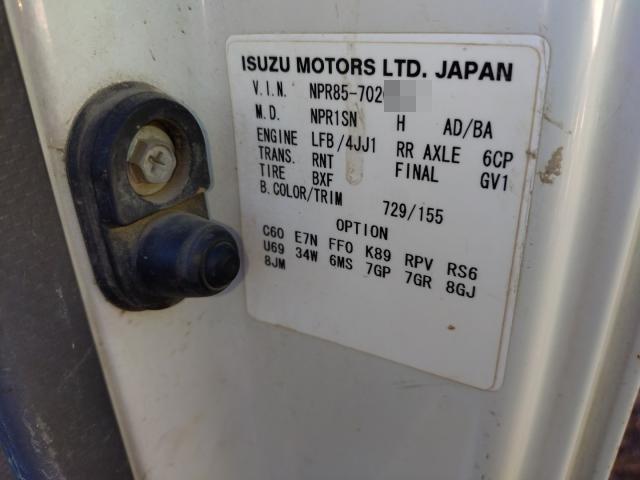 ISUZU MOTORS LTD. JAPAN
V.I.N. NPR85-702
M.D. NPR1SN H AD/BA
ENGINE LFB/4JJ1 RR AXLE 6CP
TRANS. RNT FINAL GV1
TIRE BXF
B.COLOR/TRIM 729/155
OPTION
C60 E7N FF0 K89 RPV RS6
U69 34W 6MS 7GP 7GR 8GJ
8JM